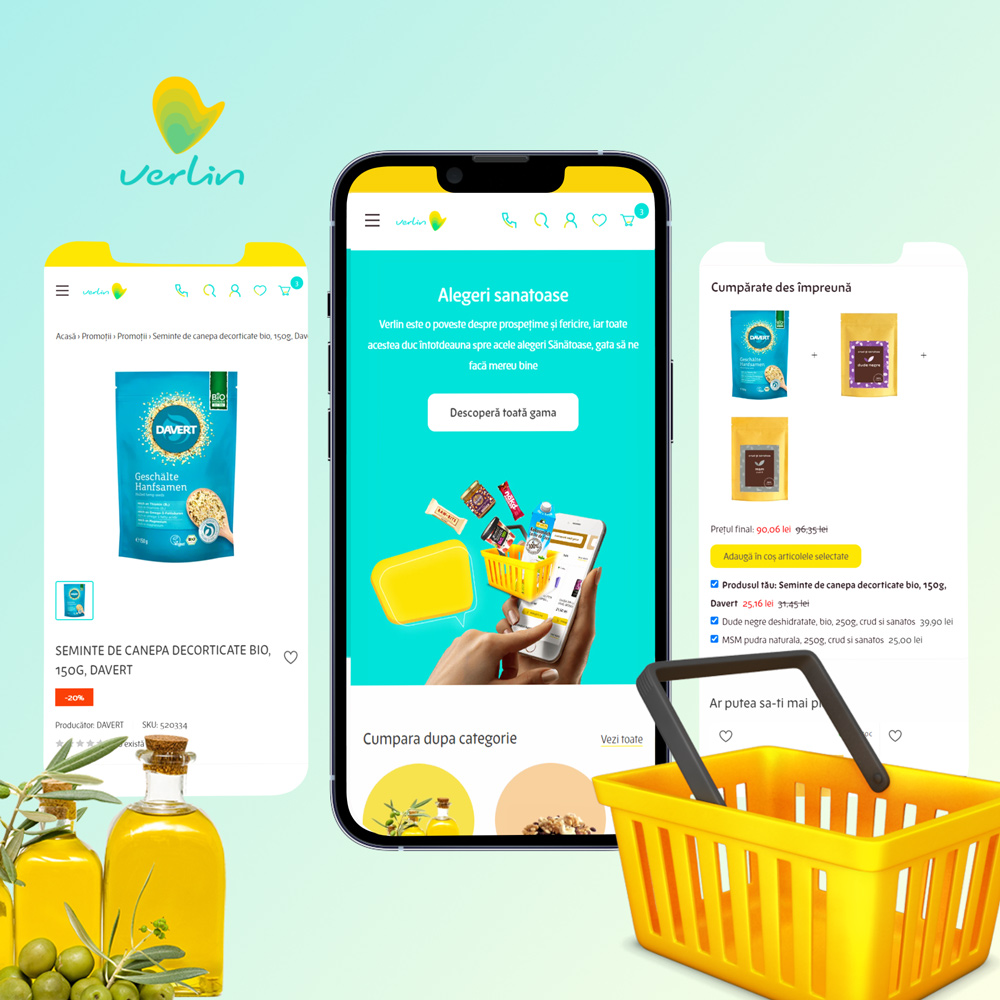 verlin
verlin
3
Acasă › Promoții › Promoții › Seminte de canepa decorticate bio, 150g, Dav
BIO
DAVERT
Geschälte
Hanfsamen
SEMINTE DE CANEPA DECORTICATE BIO,
150G, DAVERT
-20%
Producător: DAVERT SKU: 520334
există
verlin
3
Alegeri sanatoase
Verlin este o poveste despre prospețime și fericire, iar toate
acestea duc întotdeauna spre acele alegeri Sănătoase, gata să ne
facă mereu bine
Descoperă toată gama
Cumpara dupa categorie
Vezi toate
Cumpărate des împreună
DAVERT
Geschälte
Hanfsamen
+
dude negre
+
Prețul final: 90,06 lei 96,35 lei
Adaugă în coș articolele selectate
Produsul tău: Seminte de canepa decorticate bio, 150g,
Davert 25,16 lei 31,45 lei
Dude negre deshidratate, bio, 250g, crud si sanatos 39,90 lei
MSM pudra naturala, 250g, crud si sanatos 25,00 lei
Ar putea sa-ti mai